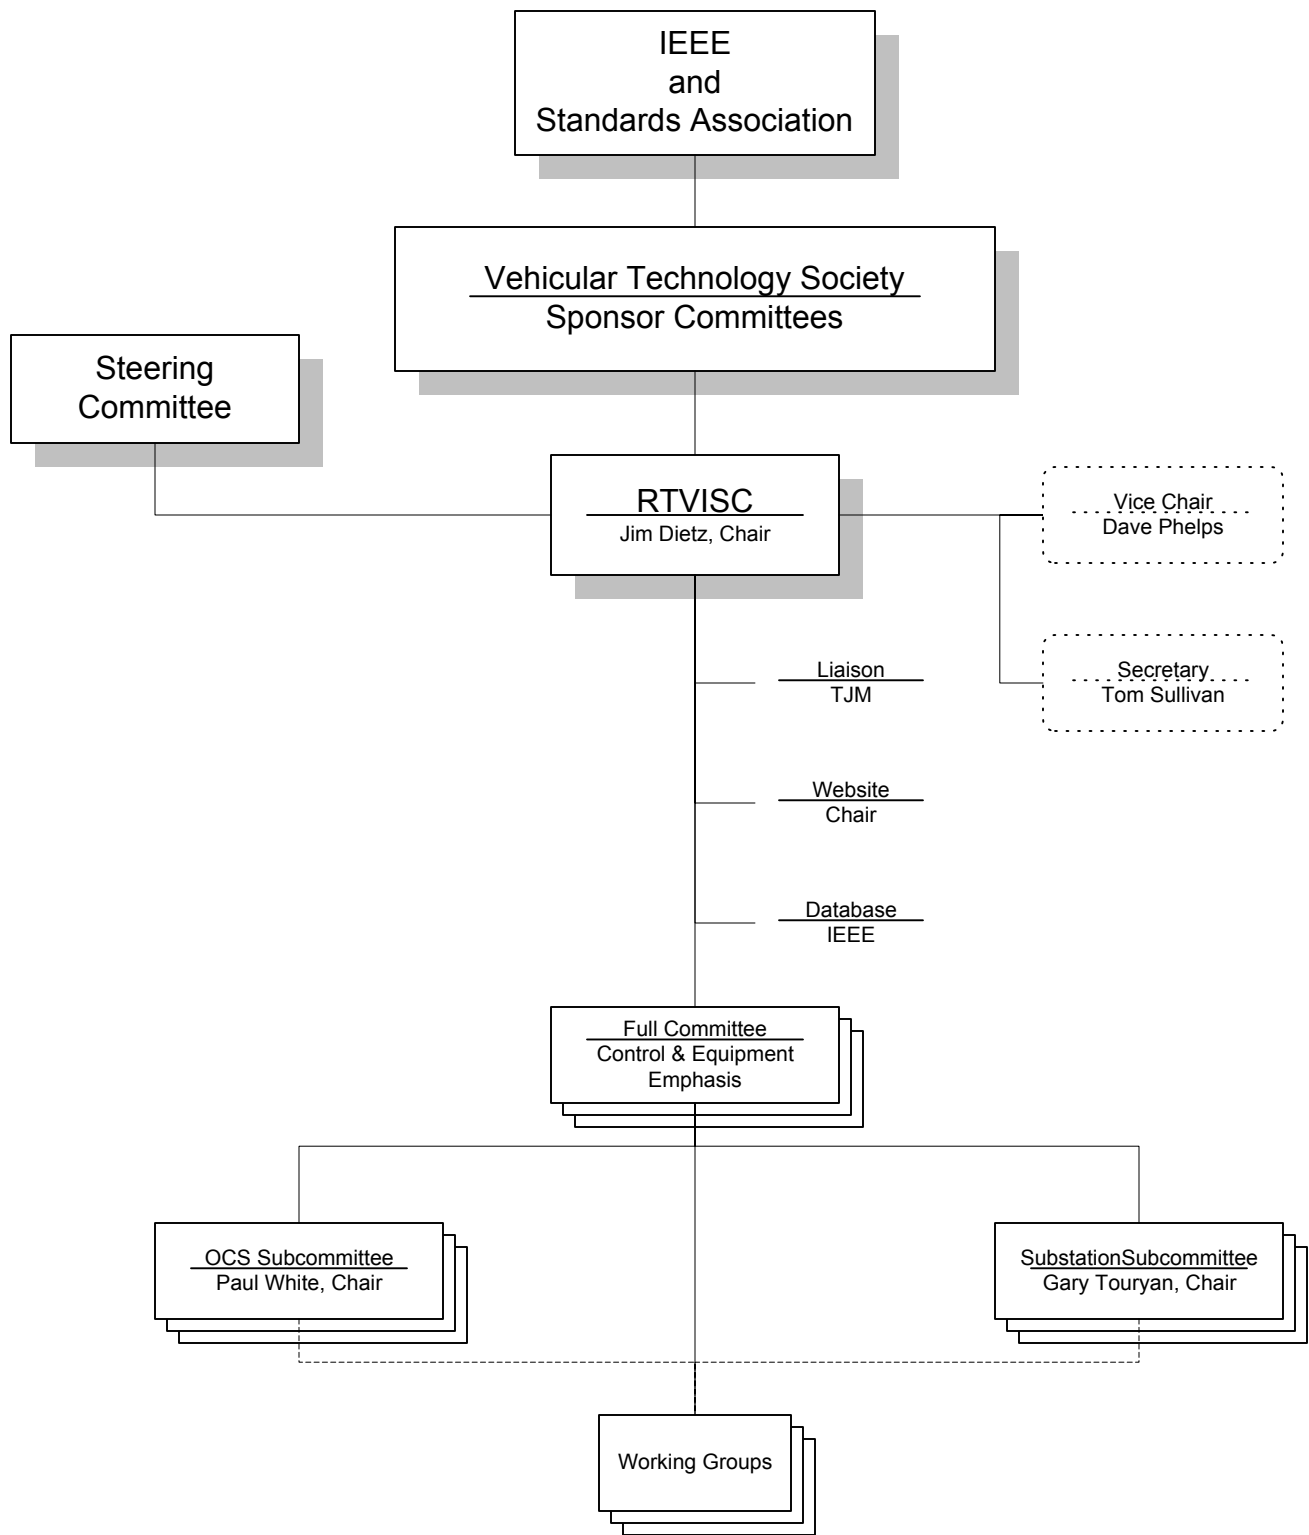 IEEE
and
Standards Association
Vehicular Technology Society
Sponsor Committees
Steering
Committee
RTVISC
Jim Dietz, Chair
Vice Chair
Dave Phelps
Secretary
Tom Sullivan
Liaison
TJM
Website
Chair
Database
IEEE
Full Committee
Control & Equipment
Emphasis
OCS Subcommittee
Paul White, Chair
SubstationSubcommittee
Gary Touryan, Chair
Working Groups